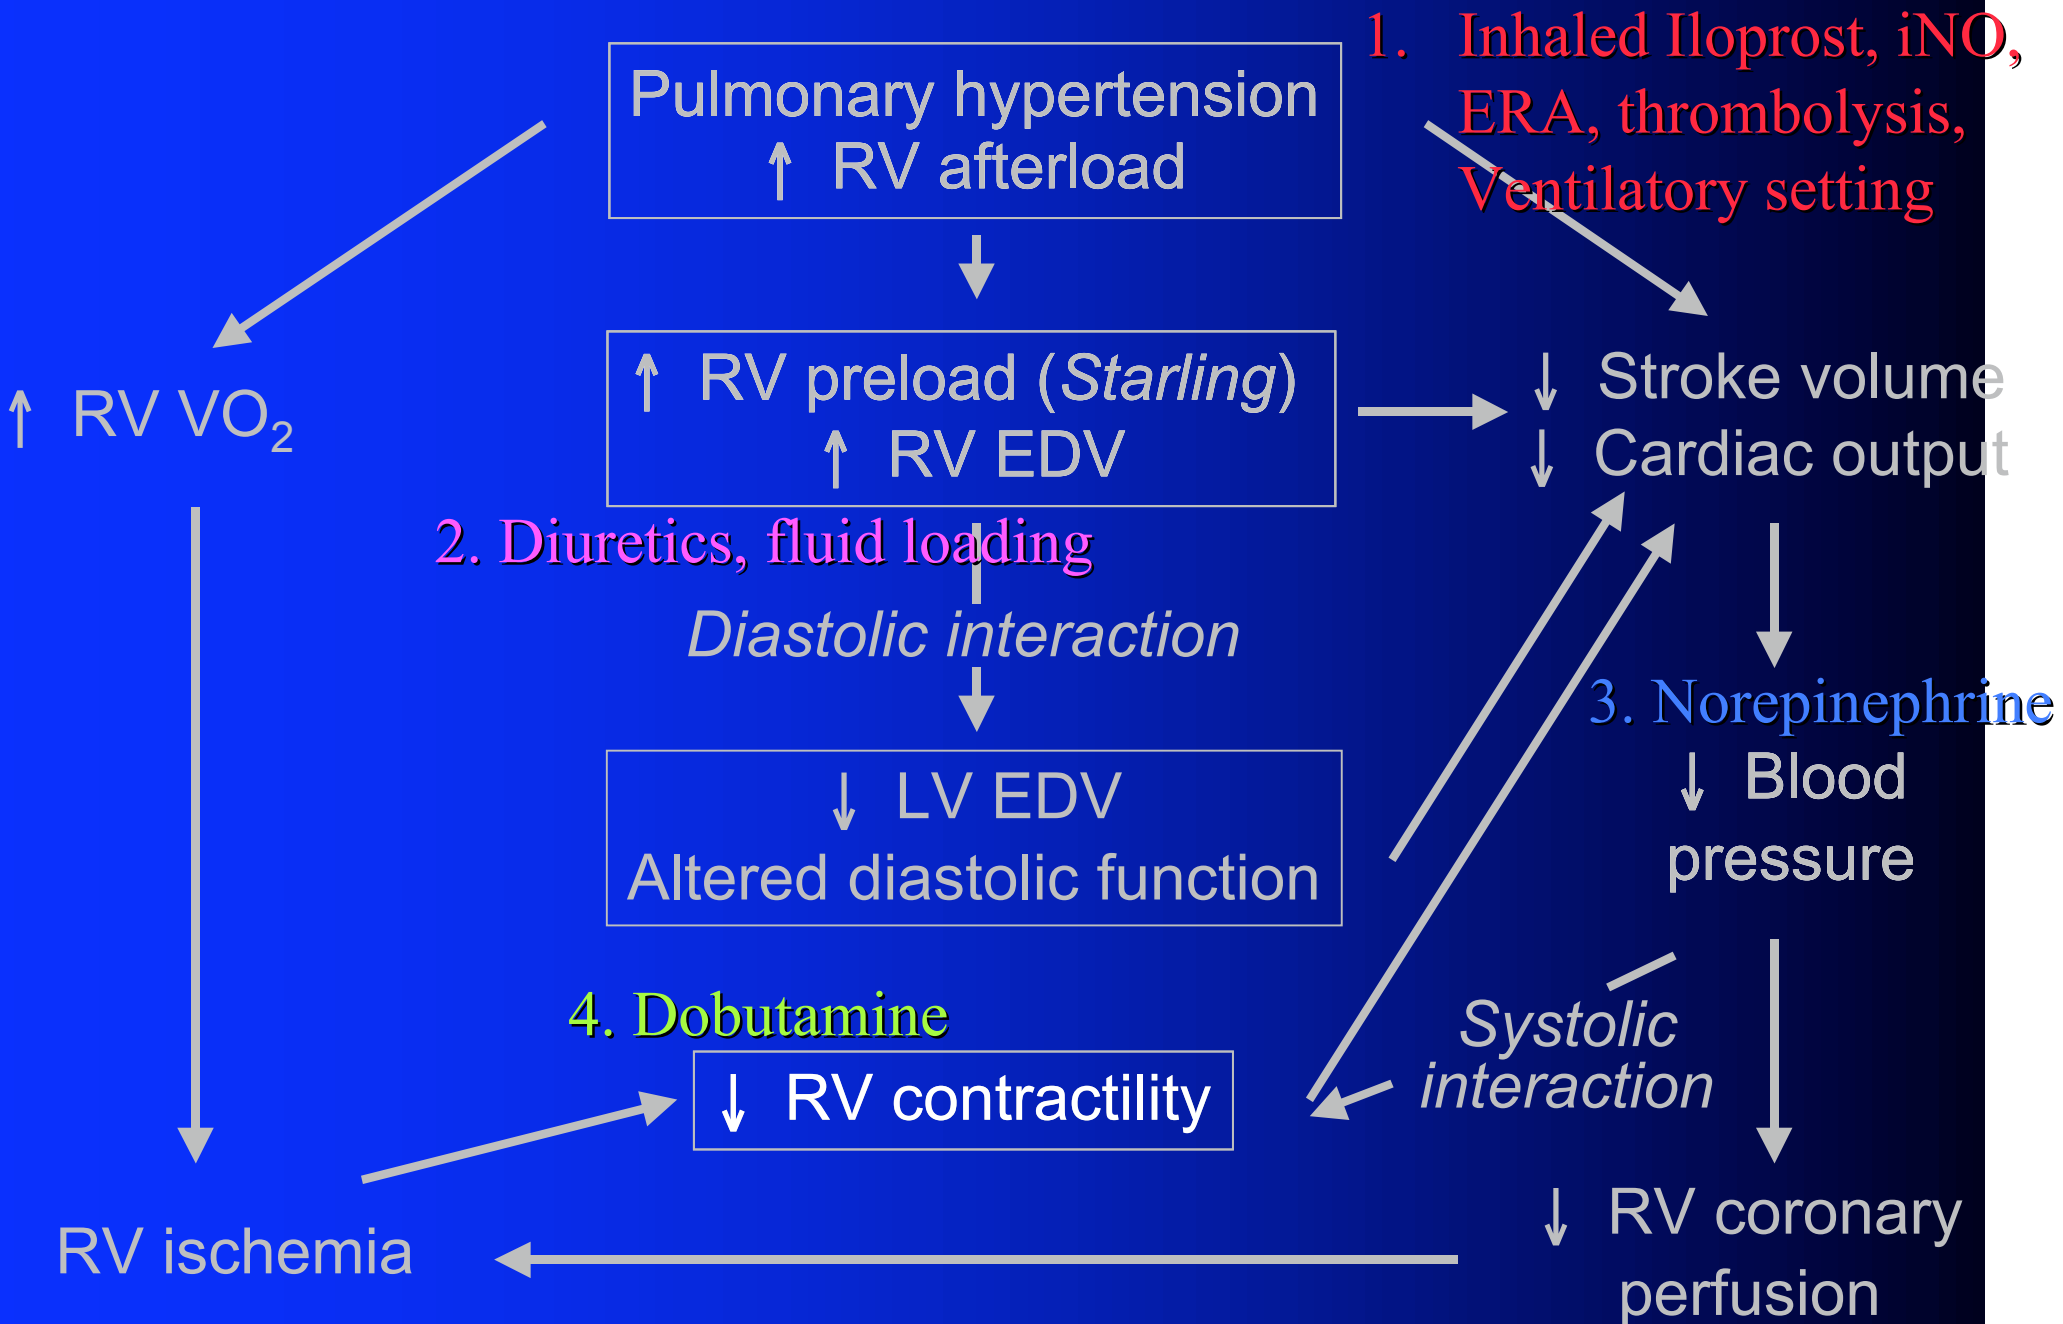 1. Inhaled Iloprost, iNO,
ERA, thrombolysis,
Ventilatory setting
Pulmonary hypertension
↑ RV afterload
↑ RV VO₂
↑ RV preload (Starling)
↑ RV EDV
↓ Stroke volume
↓ Cardiac output
2. Diuretics, fluid loading
Diastolic interaction
3. Norepinephrine
↓ Blood
pressure
↓ LV EDV
Altered diastolic function
4. Dobutamine
↓ RV contractility
Systolic
interaction
RV ischemia
↓ RV coronary
perfusion